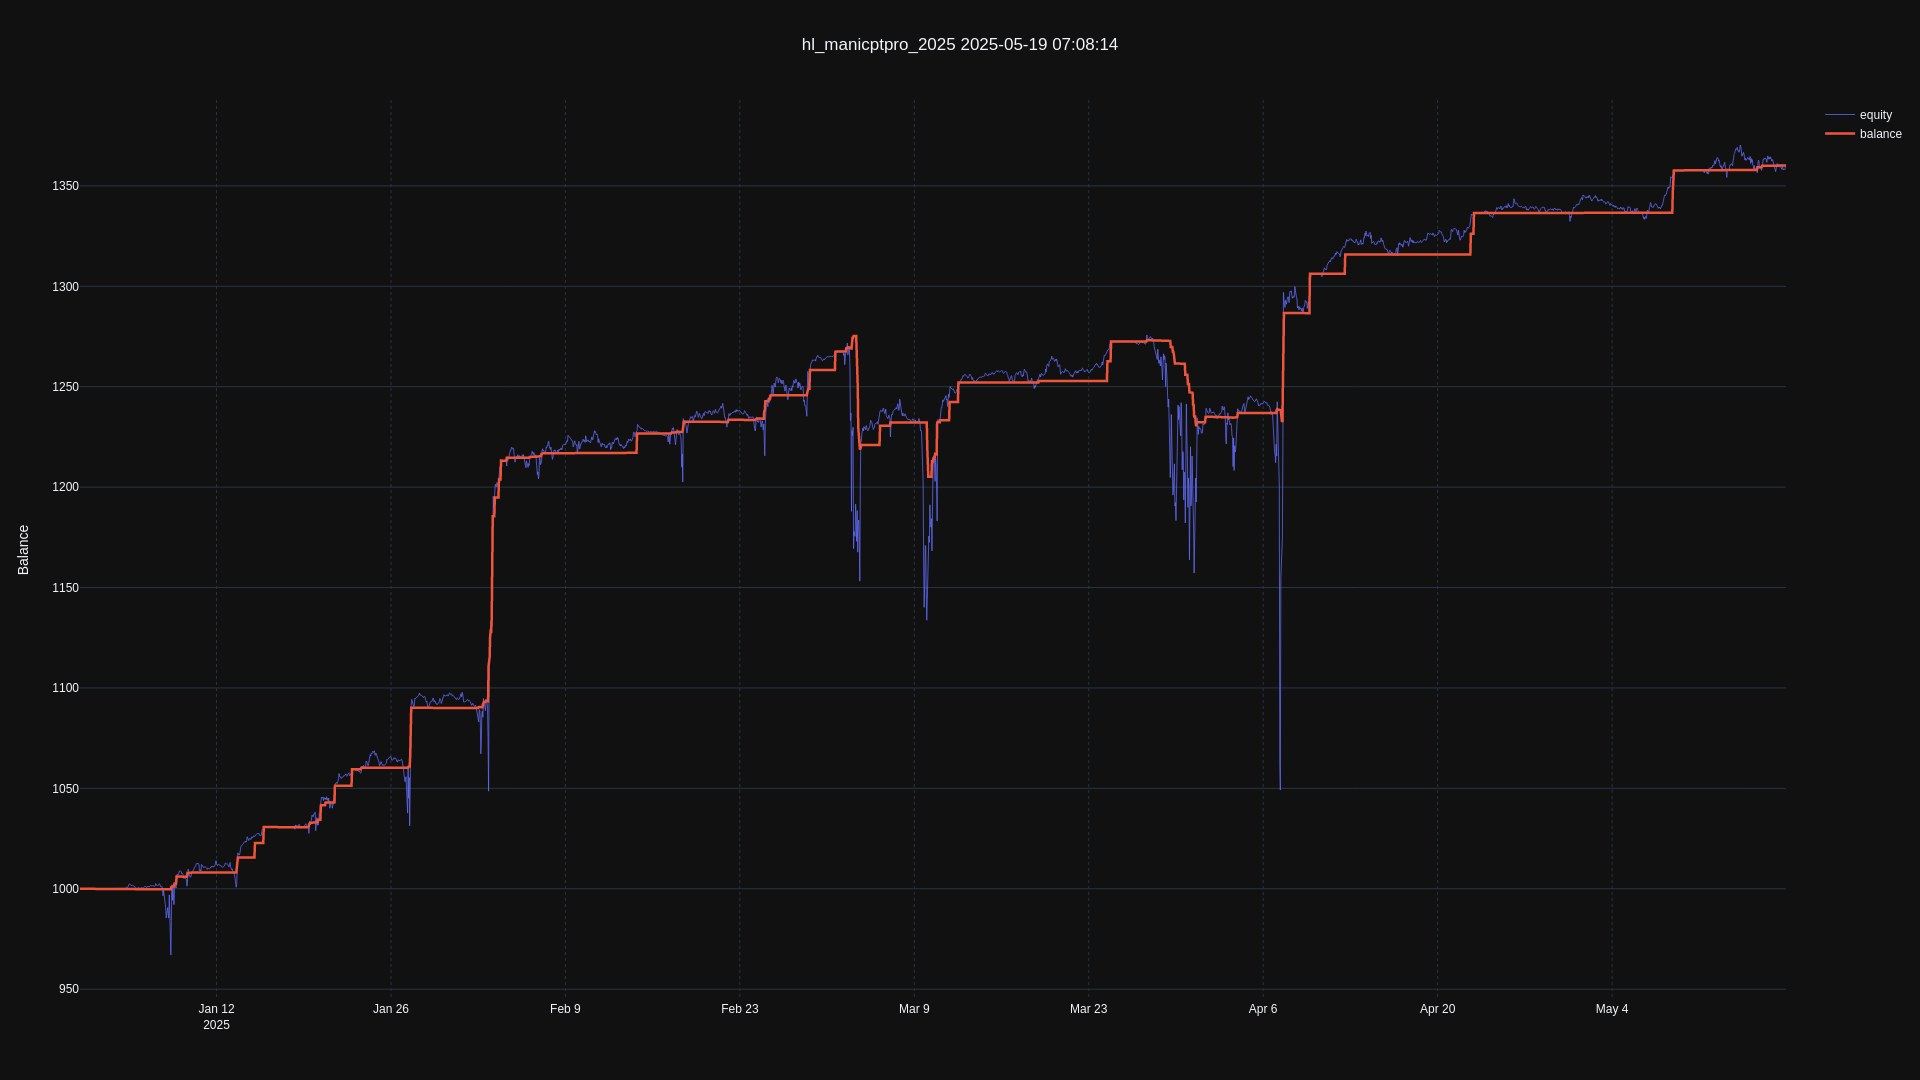 hl_manicptpro_2025 2025-05-19 07:08:14
equity
balance
Balance
1350
1300
1250
1200
1150
1100
1050
1000
950
Jan 12
2025
Jan 26
Feb 9
Feb 23
Mar 9
Mar 23
Apr 6
Apr 20
May 4